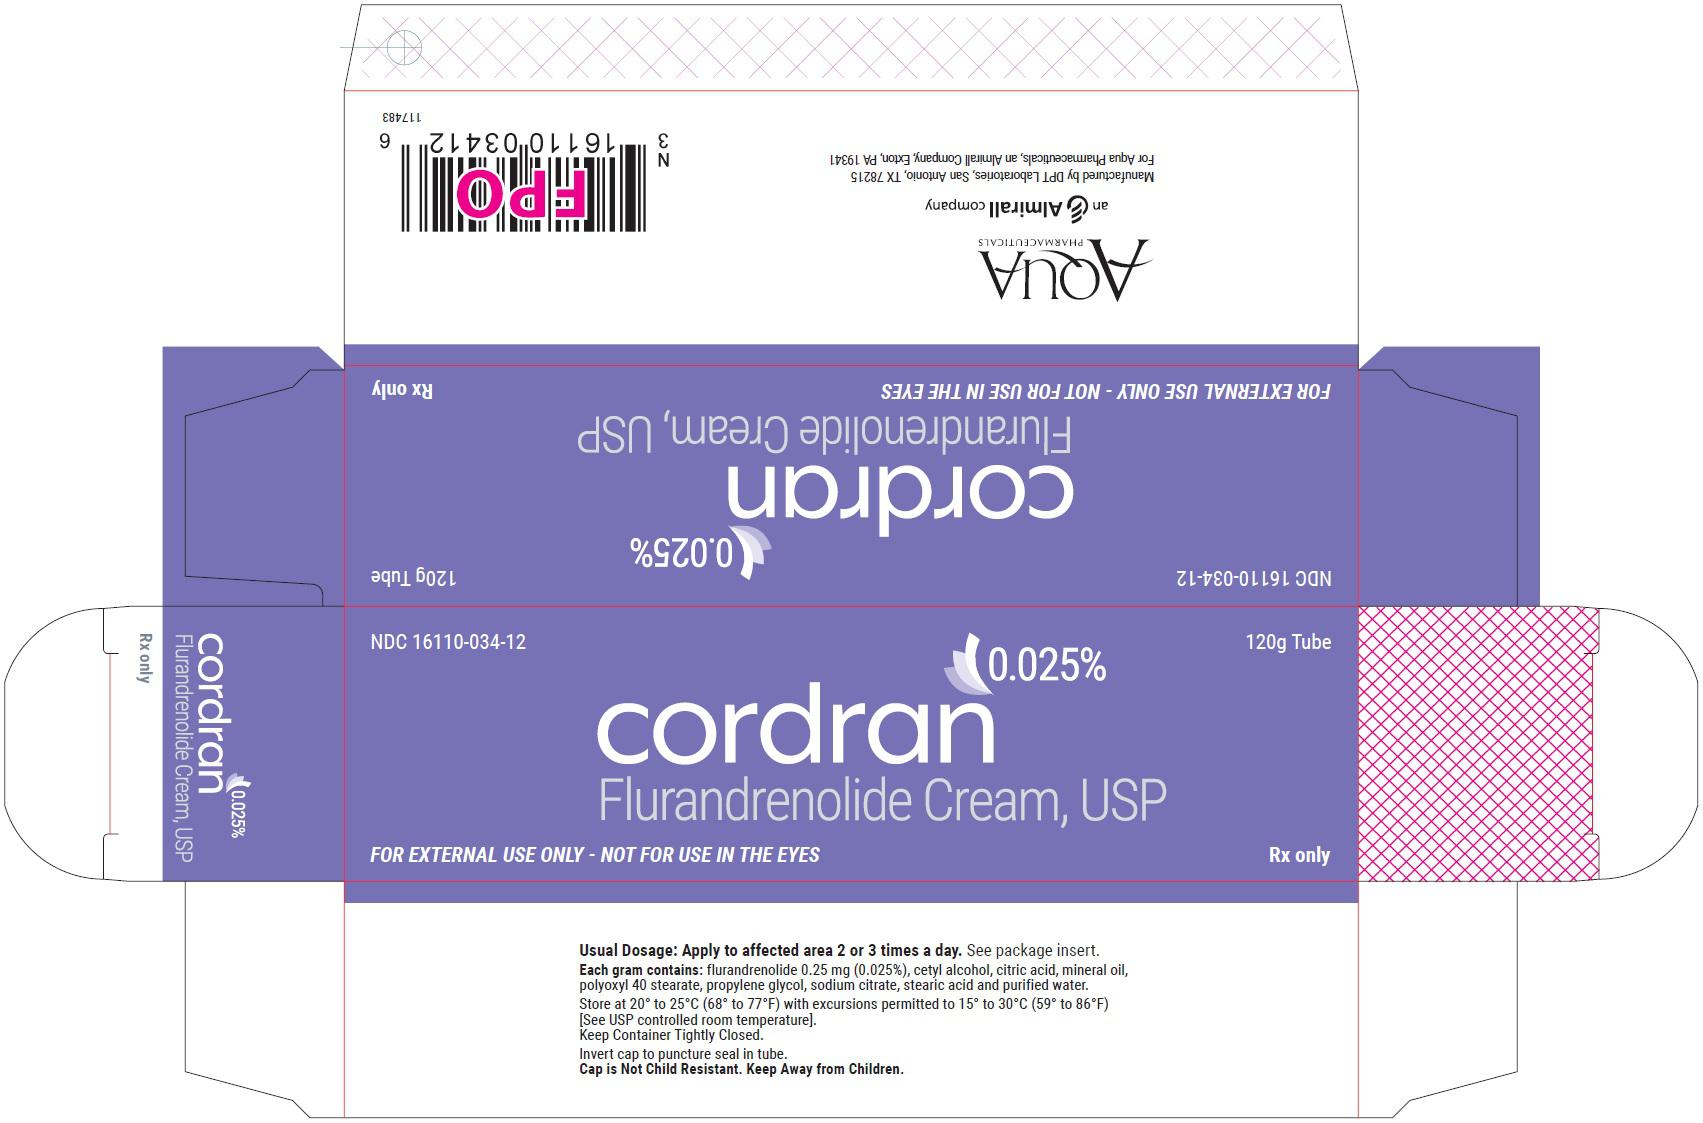 117483
N
3 16110 03412 6
FPO
AQUA
PHARMACEUTICALS
an Almirall company
Manufactured by DPT Laboratories, San Antonio, TX 78215
For Aqua Pharmaceuticals, an Almirall Company, Exton, PA 19341
NDC 16110-034-12
120g Tube
0.025%
cordran
Flurandrenolide Cream, USP
FOR EXTERNAL USE ONLY - NOT FOR USE IN THE EYES
Rx only
Rx only
cordran
0.025%
Flurandrenolide Cream, USP
NDC 16110-034-12
120g Tube
0.025%
cordran
Flurandrenolide Cream, USP
FOR EXTERNAL USE ONLY - NOT FOR USE IN THE EYES
Rx only
Usual Dosage: Apply to affected area 2 or 3 times a day. See package insert.
Each gram contains: flurandrenolide 0.25 mg (0.025%), cetyl alcohol, citric acid, mineral oil,
polyoxyl 40 stearate, propylene glycol, sodium citrate, stearic acid and purified water.
Store at 20° to 25°C (68° to 77°F) with excursions permitted to 15° to 30°C (59° to 86°F)
[See USP controlled room temperature].
Keep Container Tightly Closed.
Invert cap to puncture seal in tube.
Cap is Not Child Resistant. Keep Away from Children.